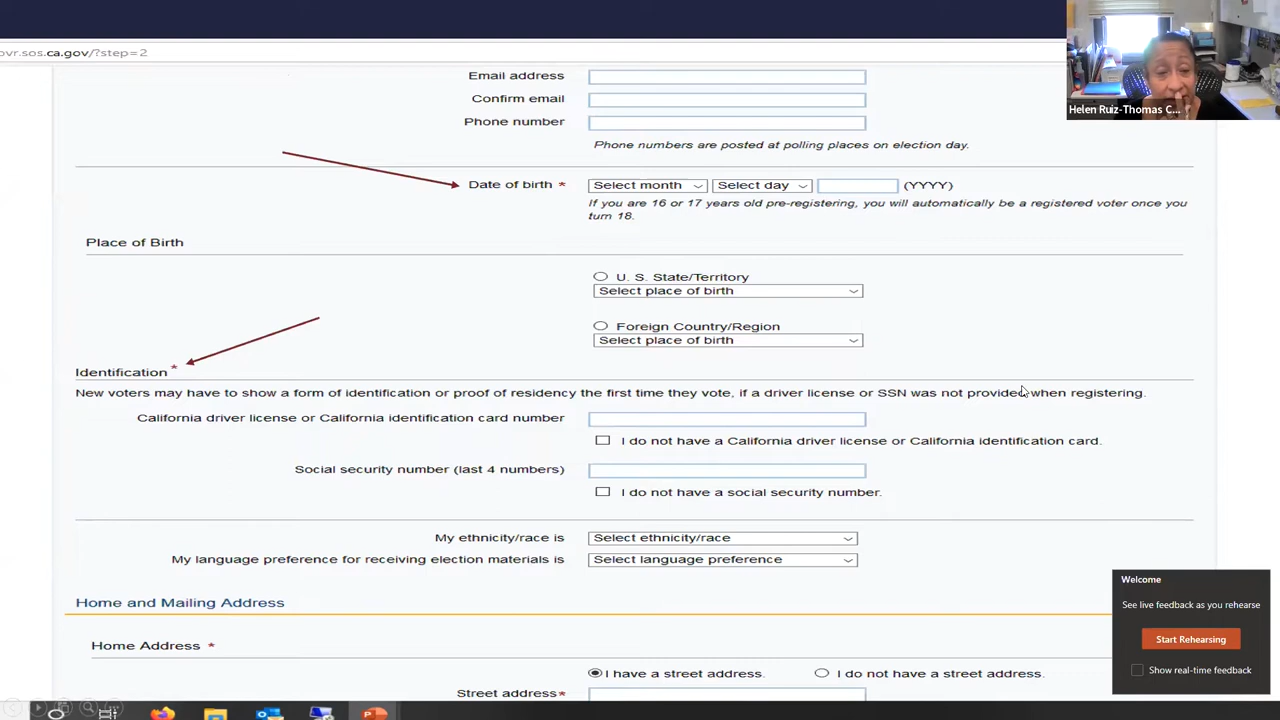 ovr.sos.ca.gov/?step=2
Helen Ruiz-Thomas C...
Email address
Confirm email
Phone number
Phone numbers are posted at polling places on election day.
Date of birth * Select month Select day (YYYY)
If you are 16 or 17 years old pre-registering, you will automatically be a registered voter once you
turn 18.
Place of Birth
U. S. State/Territory
Select place of birth
Foreign Country/Region
Select place of birth
Identification *
New voters may have to show a form of identification or proof of residency the first time they vote, if a driver license or SSN was not provided when registering.
California driver license or California identification card number
I do not have a California driver license or California identification card.
Social security number (last 4 numbers)
I do not have a social security number.
My ethnicity/race is Select ethnicity/race
My language preference for receiving election materials is Select language preference
Home and Mailing Address
Home Address *
I have a street address. I do not have a street address.
Street address*
Welcome
See live feedback as you rehearse
Start Rehearsing
Show real-time feedback